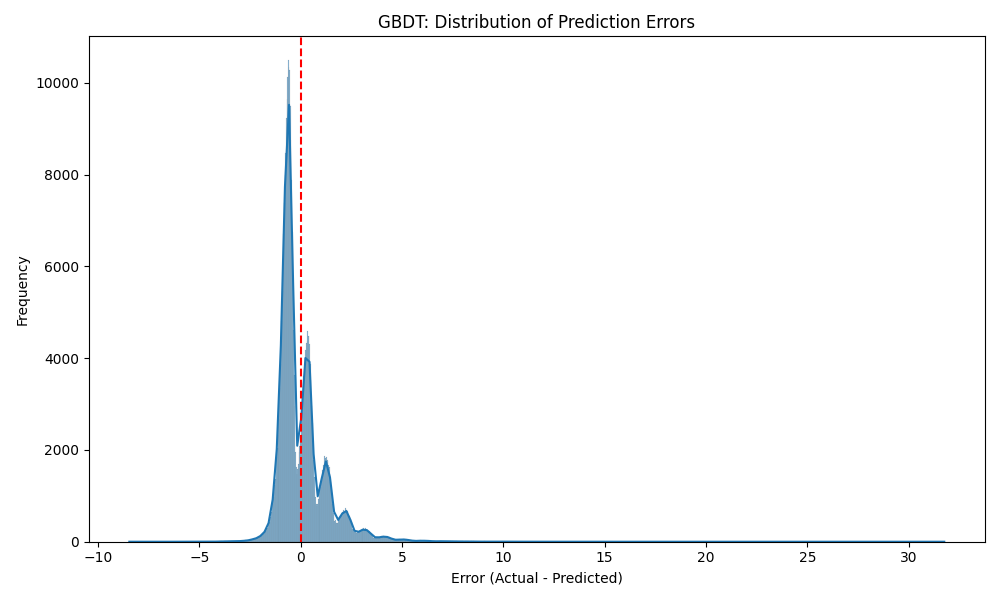 GBDT: Distribution of Prediction Errors
Frequency
10000
8000
6000
4000
2000
0
−10 −5 0 5 10 15 20 25 30
Error (Actual - Predicted)